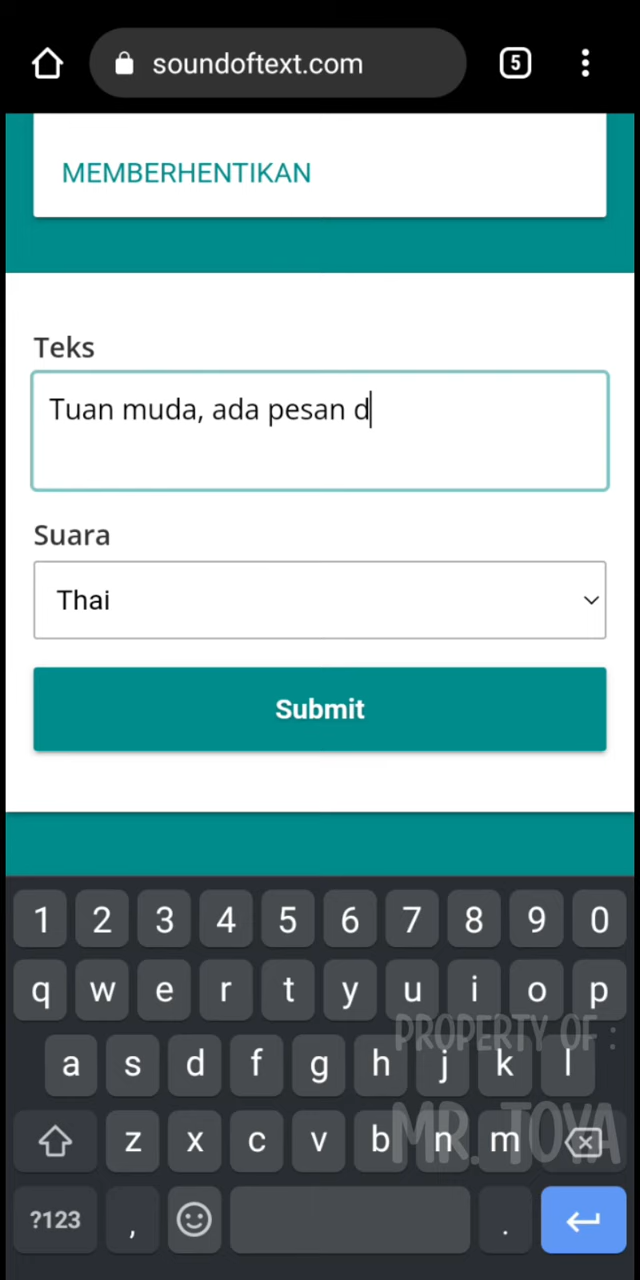 soundoftext.com
5
MEMBERHENTIKAN
Teks
Tuan muda, ada pesan d
Suara
Thai
Submit
1 2 3 4 5 6 7 8 9 0
q w e r t y u i o p
PROPERTY OF :
a s d f g h j k l
MR. TOYA
z x c v b n m
?123 , .